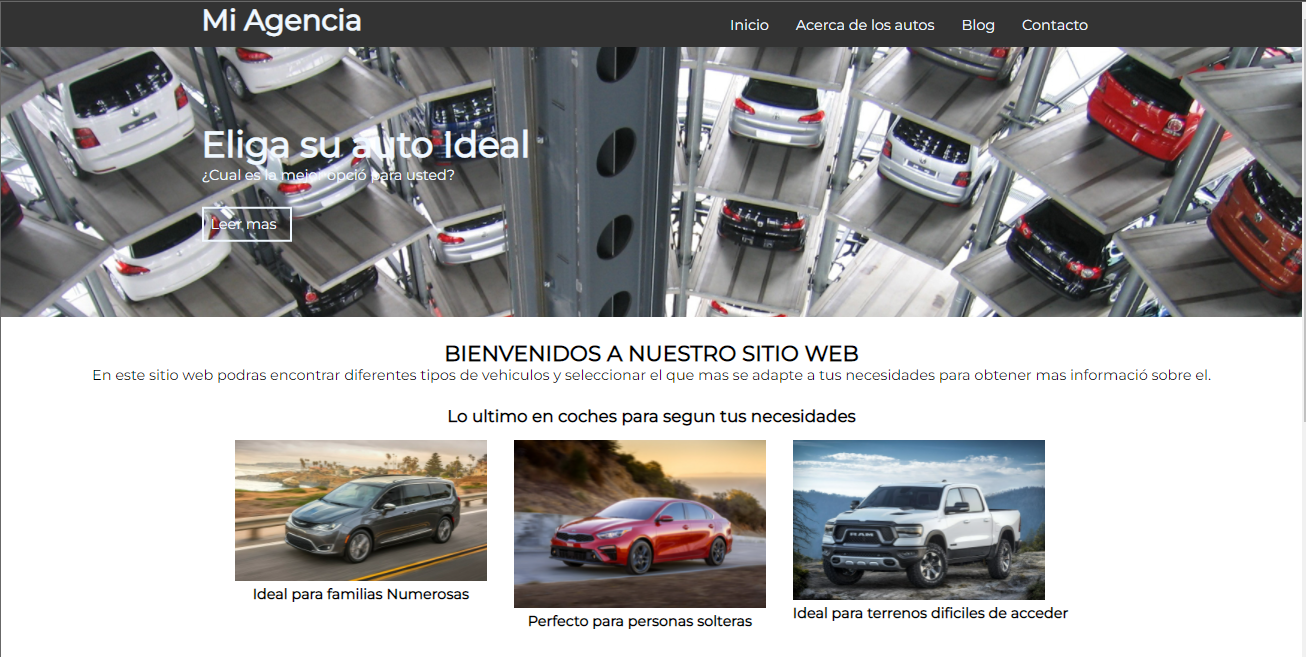 Mi Agencia
Inicio Acerca de los autos Blog Contacto
Eliga su auto Ideal
¿Cual es la mejor opció para usted?
Leer mas
BIENVENIDOS A NUESTRO SITIO WEB
En este sitio web podras encontrar diferentes tipos de vehiculos y seleccionar el que mas se adapte a tus necesidades para obtener mas informació sobre el.
Lo ultimo en coches para segun tus necesidades
RAM
Ideal para familias Numerosas
Perfecto para personas solteras
Ideal para terrenos dificiles de acceder